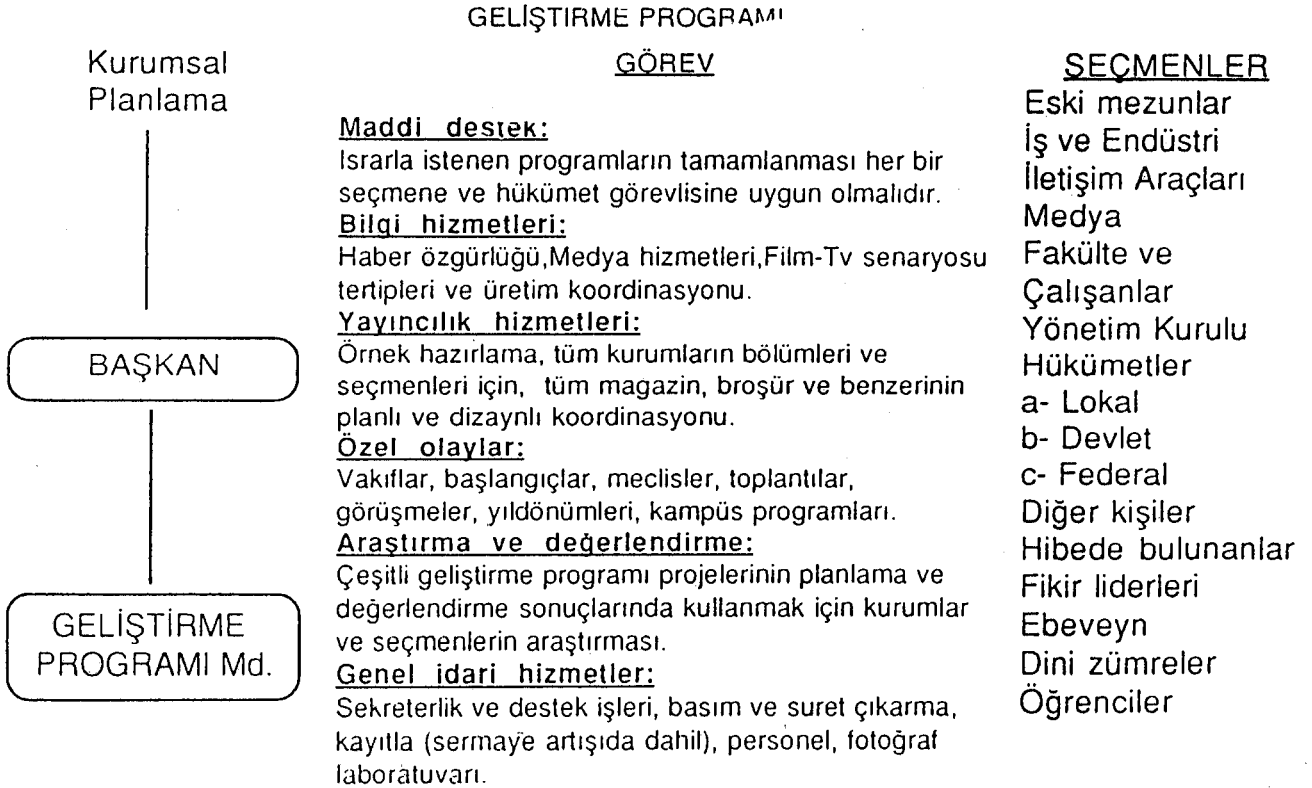 GELİŞTIRME PROGRAMI
Kurumsal
Planlama
BAŞKAN
GELİŞTİRME
PROGRAMI Md.
GÖREV
Maddi destek:
Israrla istenen programların tamamlanması her bir
seçmene ve hükümet görevlisine uygun olmalıdır.
Bilgi hizmetleri:
Haber özgürlüğü,Medya hizmetleri,Film-Tv senaryosu
tertipleri ve üretim koordinasyonu.
Yayıncılık hizmetleri:
Örnek hazırlama, tüm kurumların bölümleri ve
seçmenleri için, tüm magazin, broşür ve benzerinin
planlı ve dizaynlı koordinasyonu.
Özel olaylar:
Vakıflar, başlangıçlar, meclisler, toplantılar,
görüşmeler, yıldönümleri, kampüs programları.
Araştırma ve değerlendirme:
Çeşitli geliştirme programı projelerinin planlama ve
değerlendirme sonuçlarında kullanmak için kurumlar
ve seçmenlerin araştırması.
Genel idari hizmetler:
Sekreterlik ve destek işleri, basım ve suret çıkarma,
kayıtla (sermaye artışıda dahil), personel, fotoğraf
laboratuvarı.
SEÇMENLER
Eski mezunlar
İş ve Endüstri
İletişim Araçları
Medya
Fakülte ve
Çalışanlar
Yönetim Kurulu
Hükümetler
a- Lokal
b- Devlet
c- Federal
Diğer kişiler
Hibede bulunanlar
Fikir liderleri
Ebeveyn
Dini zümreler
Öğrenciler